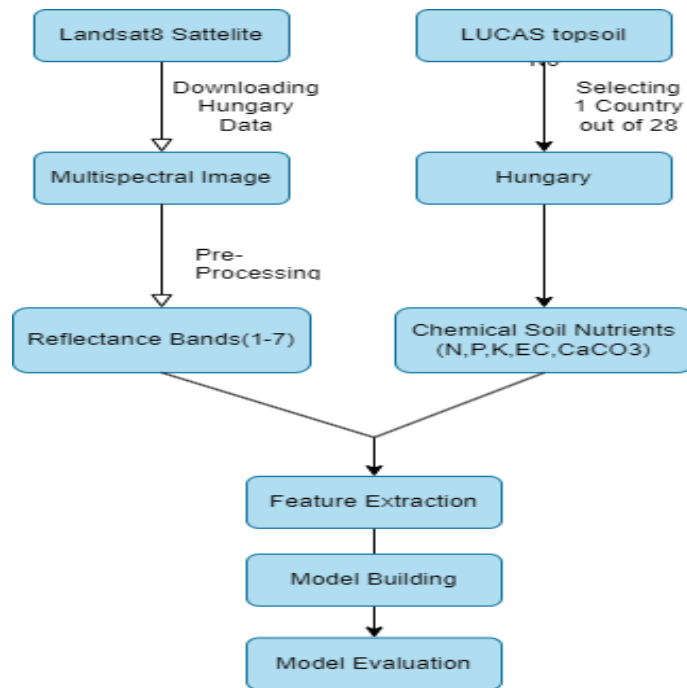 Landsat8 Sattelite
LUCAS topsoil
Downloading
Hungary
Data
Selecting
1 Country
out of 28
Multispectral Image
Hungary
Pre-
Processing
Reflectance Bands(1-7)
Chemical Soil Nutrients
(N,P,K,EC,CaCO3)
Feature Extraction
Model Building
Model Evaluation